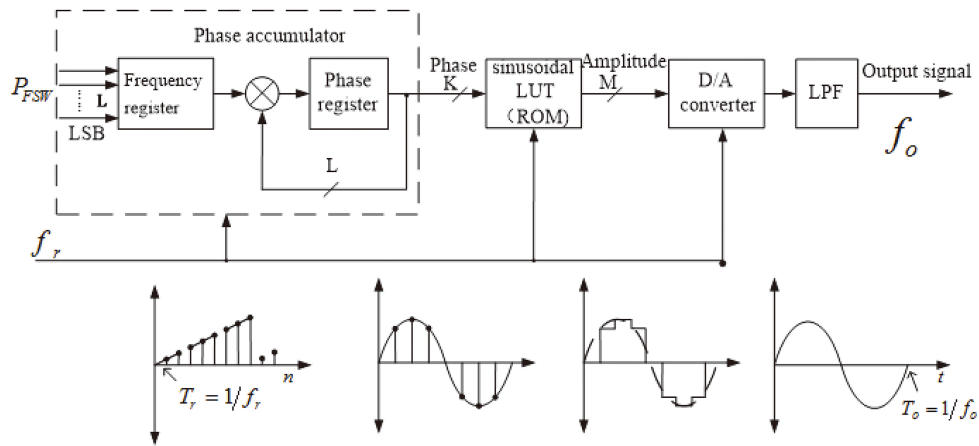 Phase accumulator
P_FSW
L
LSB
Frequency
register
Phase
register
L
Phase
K
sinusoidal
LUT
(ROM)
Amplitude
M
D/A
converter
LPF
Output signal
f_o
f_r
n
T_r = 1/f_r
t
T_o = 1/f_o